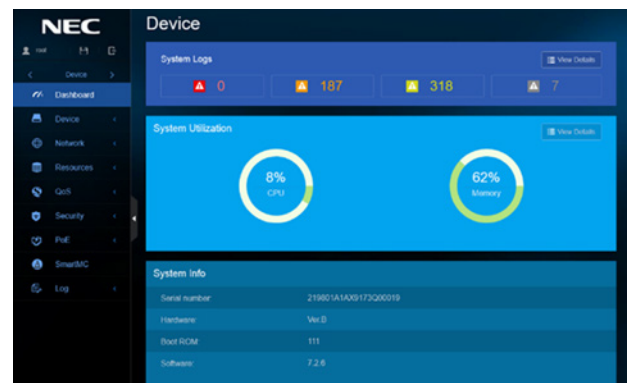 NEC
Device
root
Device
Dashboard
Device
Network
Resources
QoS
Security
PoE
SmartMC
Log
System Logs
View Details
0
187
318
7
System Utilization
View Details
8%
CPU
62%
Memory
System Info
Serial number:
Hardware:
Ver.D
Boot ROM:
111
Software:
7.2.6